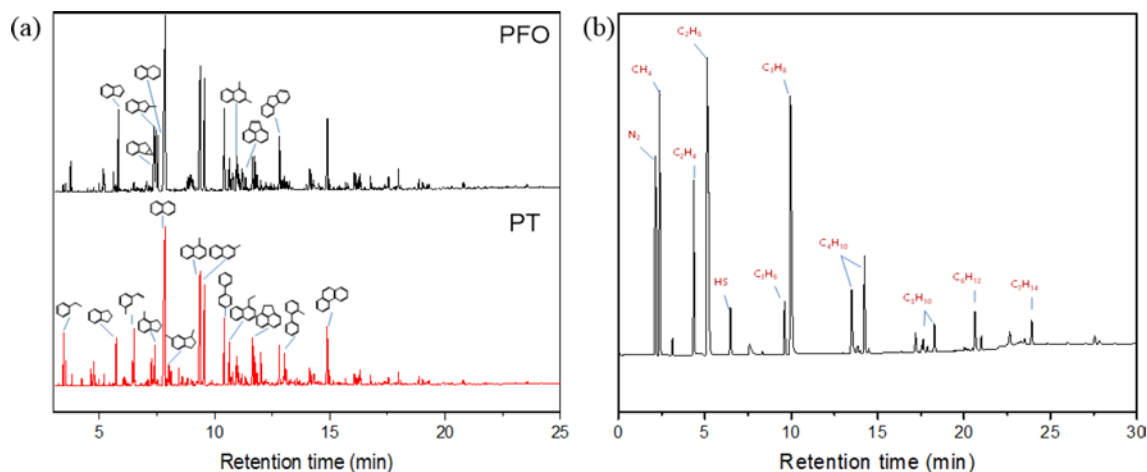 (a)
PFO
PT
5 10 15 20 25
Retention time (min)
(b)
N₂
CH₄
C₂H₄
C₂H₆
HS
C₃H₆
C₃H₈
C₄H₁₀
C₅H₁₀
C₆H₁₂
C₇H₁₄
0 5 10 15 20 25 30
Retention time (min)